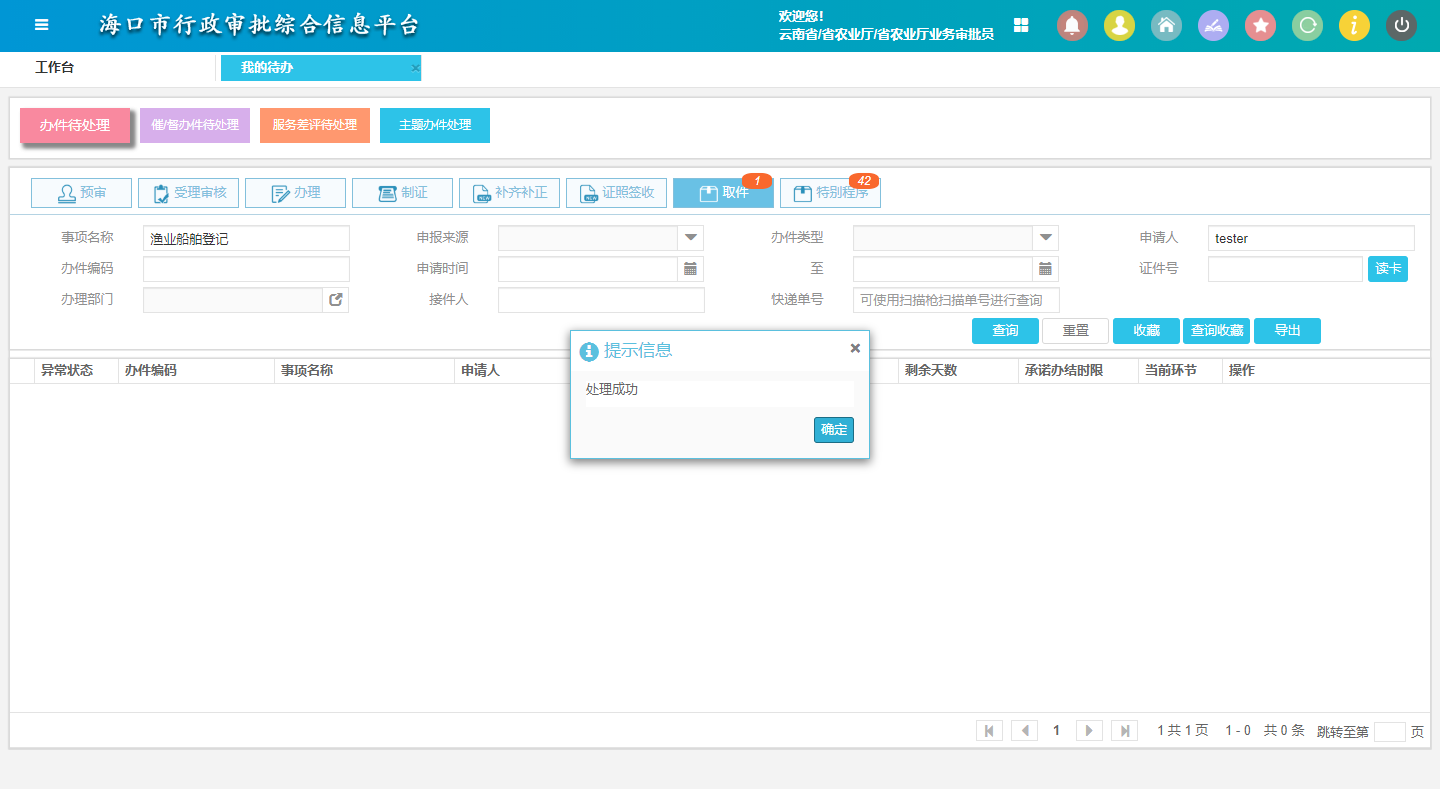 海口市行政审批综合信息平台
欢迎您!
云南省/省农业厅/省农业厅业务审批员
工作台
我的待办
办件待处理
催/督办件待处理
服务差评待处理
主题办件处理
预审
受理审核
办理
制证
补齐补正
证照签收
取件
1
特别程序
42
事项名称
渔业船舶登记
申报来源
办件类型
申请人
tester
办件编码
申请时间
至
证件号
读卡
办理部门
接件人
快递单号
可使用扫描枪扫描单号进行查询
查询
重置
收藏
查询收藏
导出
提示信息
处理成功
确定
异常状态
办件编码
事项名称
申请人
剩余天数
承诺办结时限
当前环节
操作
1
1 共 1 页
1 - 0
共 0 条
跳转至第
页